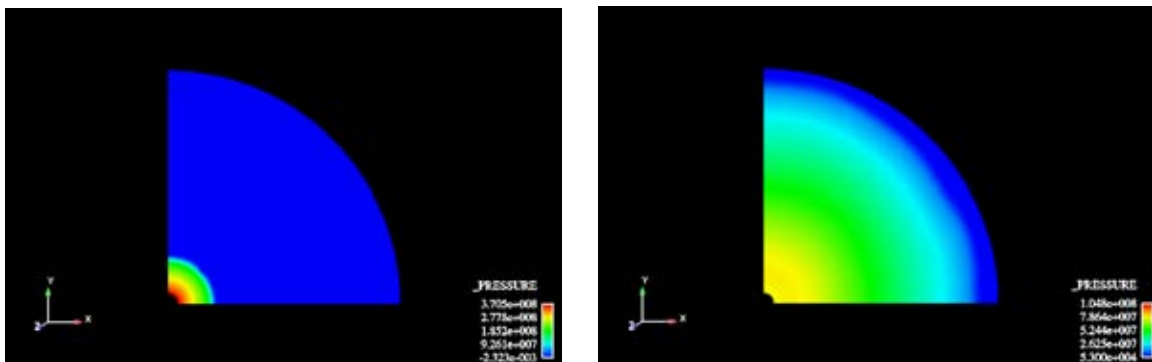 Y
Z
X
_PRESSURE
3.705e+008
2.778e+008
1.852e+008
9.261e+007
-2.323e-003
Y
Z
X
_PRESSURE
1.048e+008
7.864e+007
5.244e+007
2.625e+007
5.300e+004